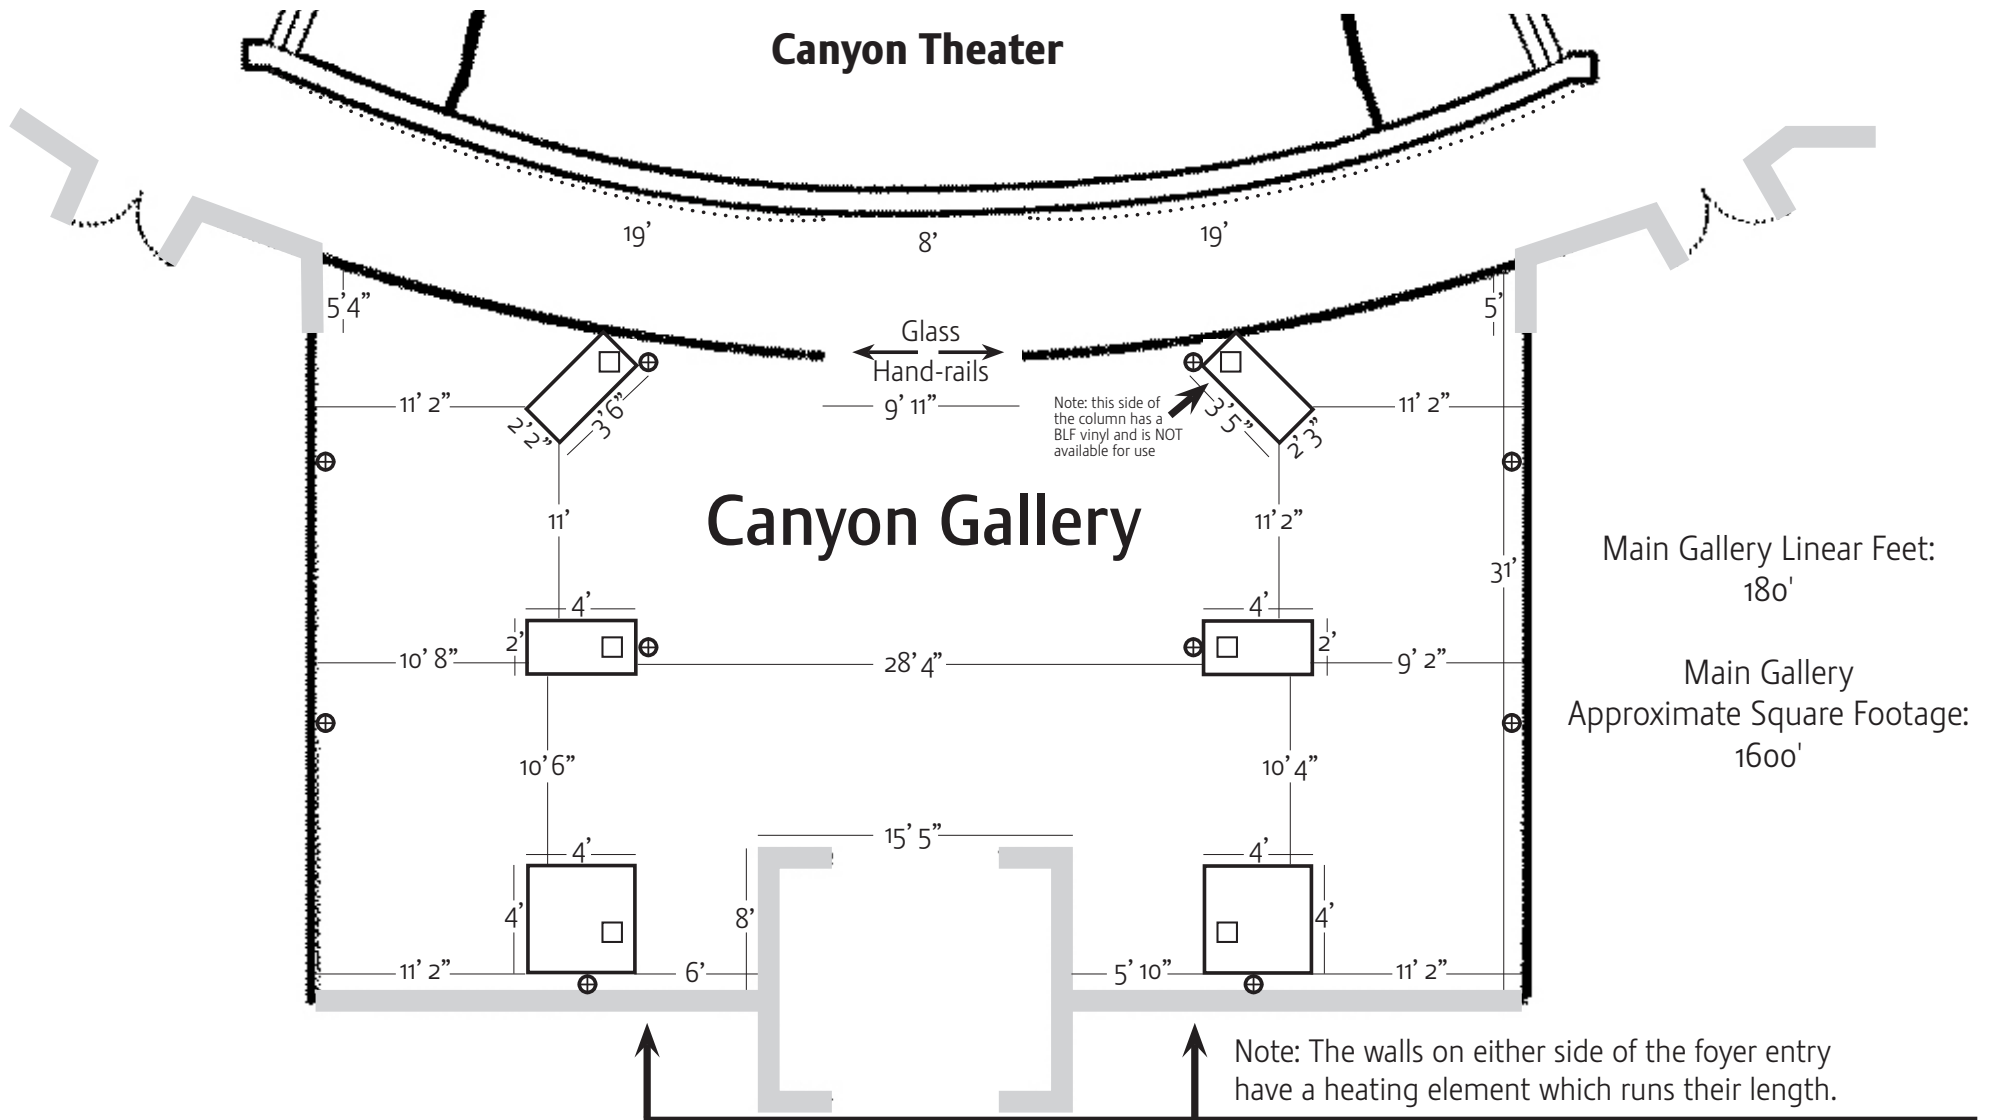 Canyon Theater
19’
8’
19’
5’4”
5’
Glass
Hand-rails
11’ 2”
9’ 11”
11’ 2”
2’2”
3’6”
Note: this side of
the column has a
BLF vinyl and is NOT
available for use
3’5”
2’3”
Canyon Gallery
11’
11’ 2”
Main Gallery Linear Feet:
180'
31’
4’
4’
2’
2’
10’ 8”
28’ 4”
9’ 2”
Main Gallery
Approximate Square Footage:
1600'
10’6”
10’4”
15’ 5”
4’
4’
4’
8’
4’
11’ 2”
6’
5’ 10”
11’ 2”
Note: The walls on either side of the foyer entry
have a heating element which runs their length.